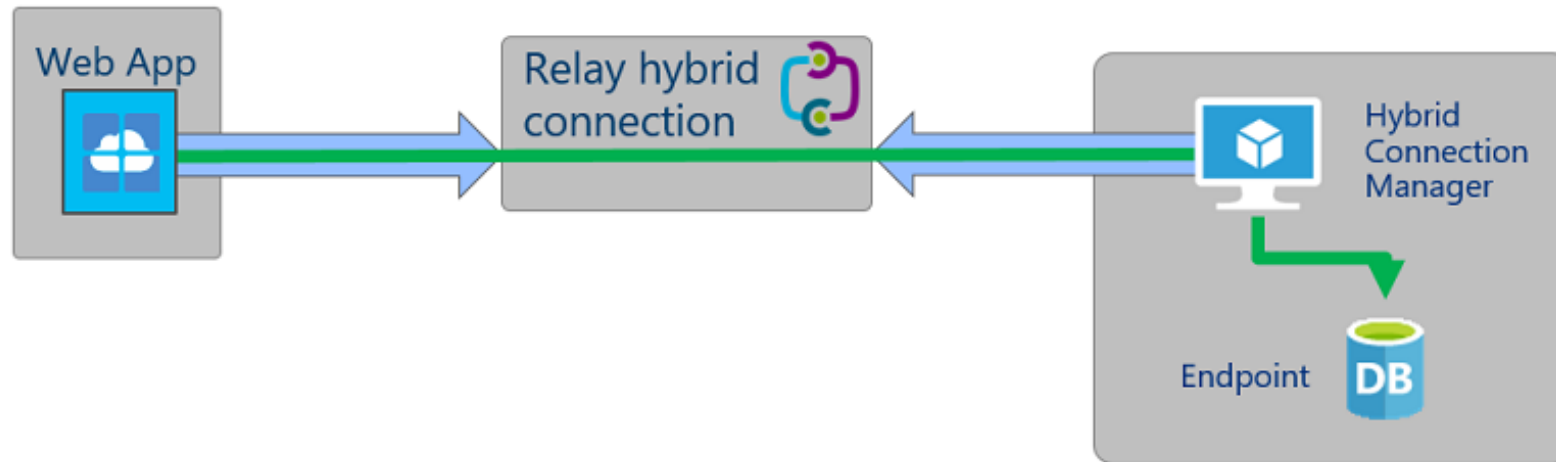 Web App
Relay hybrid
connection
Hybrid
Connection
Manager
Endpoint
DB